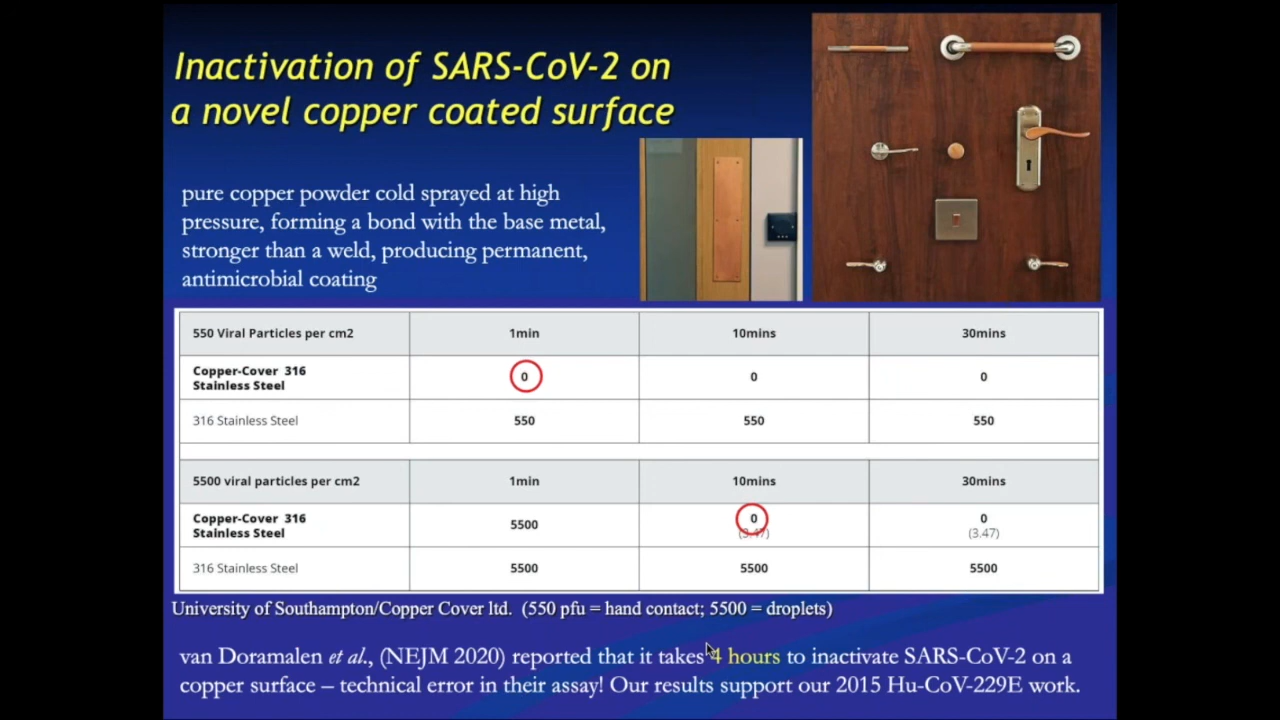 Inactivation of SARS-CoV-2 on
a novel copper coated surface
pure copper powder cold sprayed at high
pressure, forming a bond with the base metal,
stronger than a weld, producing permanent,
antimicrobial coating
550 Viral Particles per cm2 1min 10mins 30mins
Copper-Cover 316
Stainless Steel 0 0 0
316 Stainless Steel 550 550 550
5500 viral particles per cm2 1min 10mins 30mins
Copper-Cover 316
Stainless Steel 5500 0 0
(3.47) (3.47)
316 Stainless Steel 5500 5500 5500
University of Southampton/Copper Cover ltd. (550 pfu = hand contact; 5500 = droplets)
van Doramalen et al., (NEJM 2020) reported that it takes 4 hours to inactivate SARS-CoV-2 on a
copper surface – technical error in their assay! Our results support our 2015 Hu-CoV-229E work.